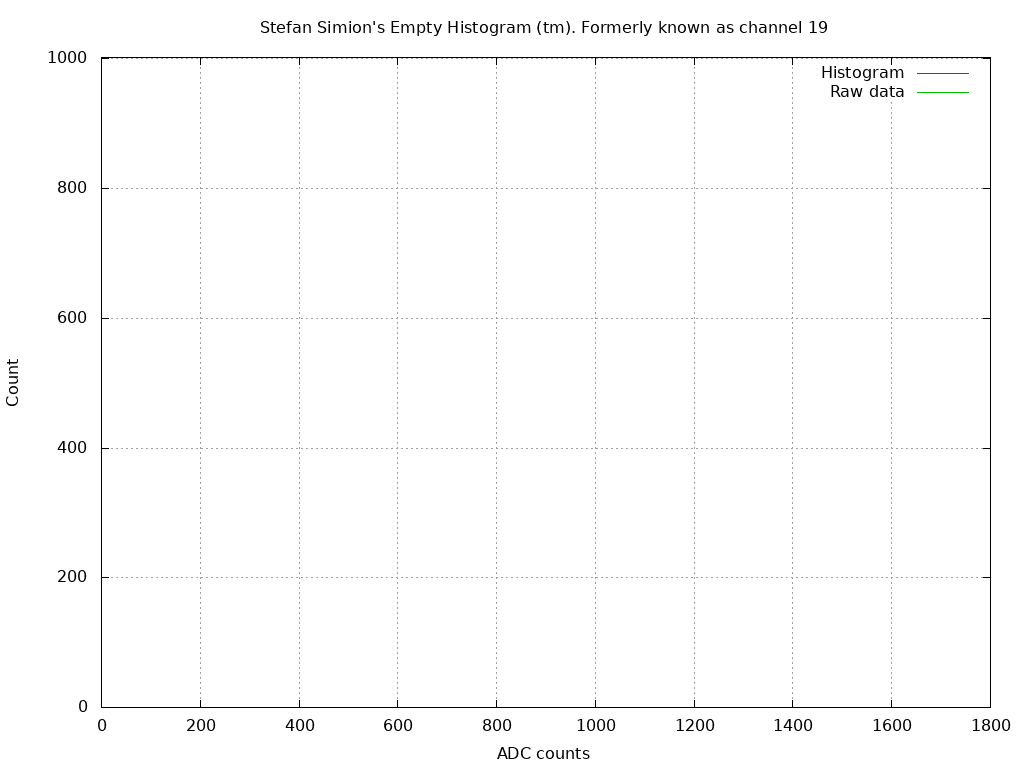 Stefan Simion's Empty Histogram (tm). Formerly known as channel 19
1000
Histogram
Raw data
800
600
Count
400
200
0
0 200 400 600 800 1000 1200 1400 1600 1800
ADC counts